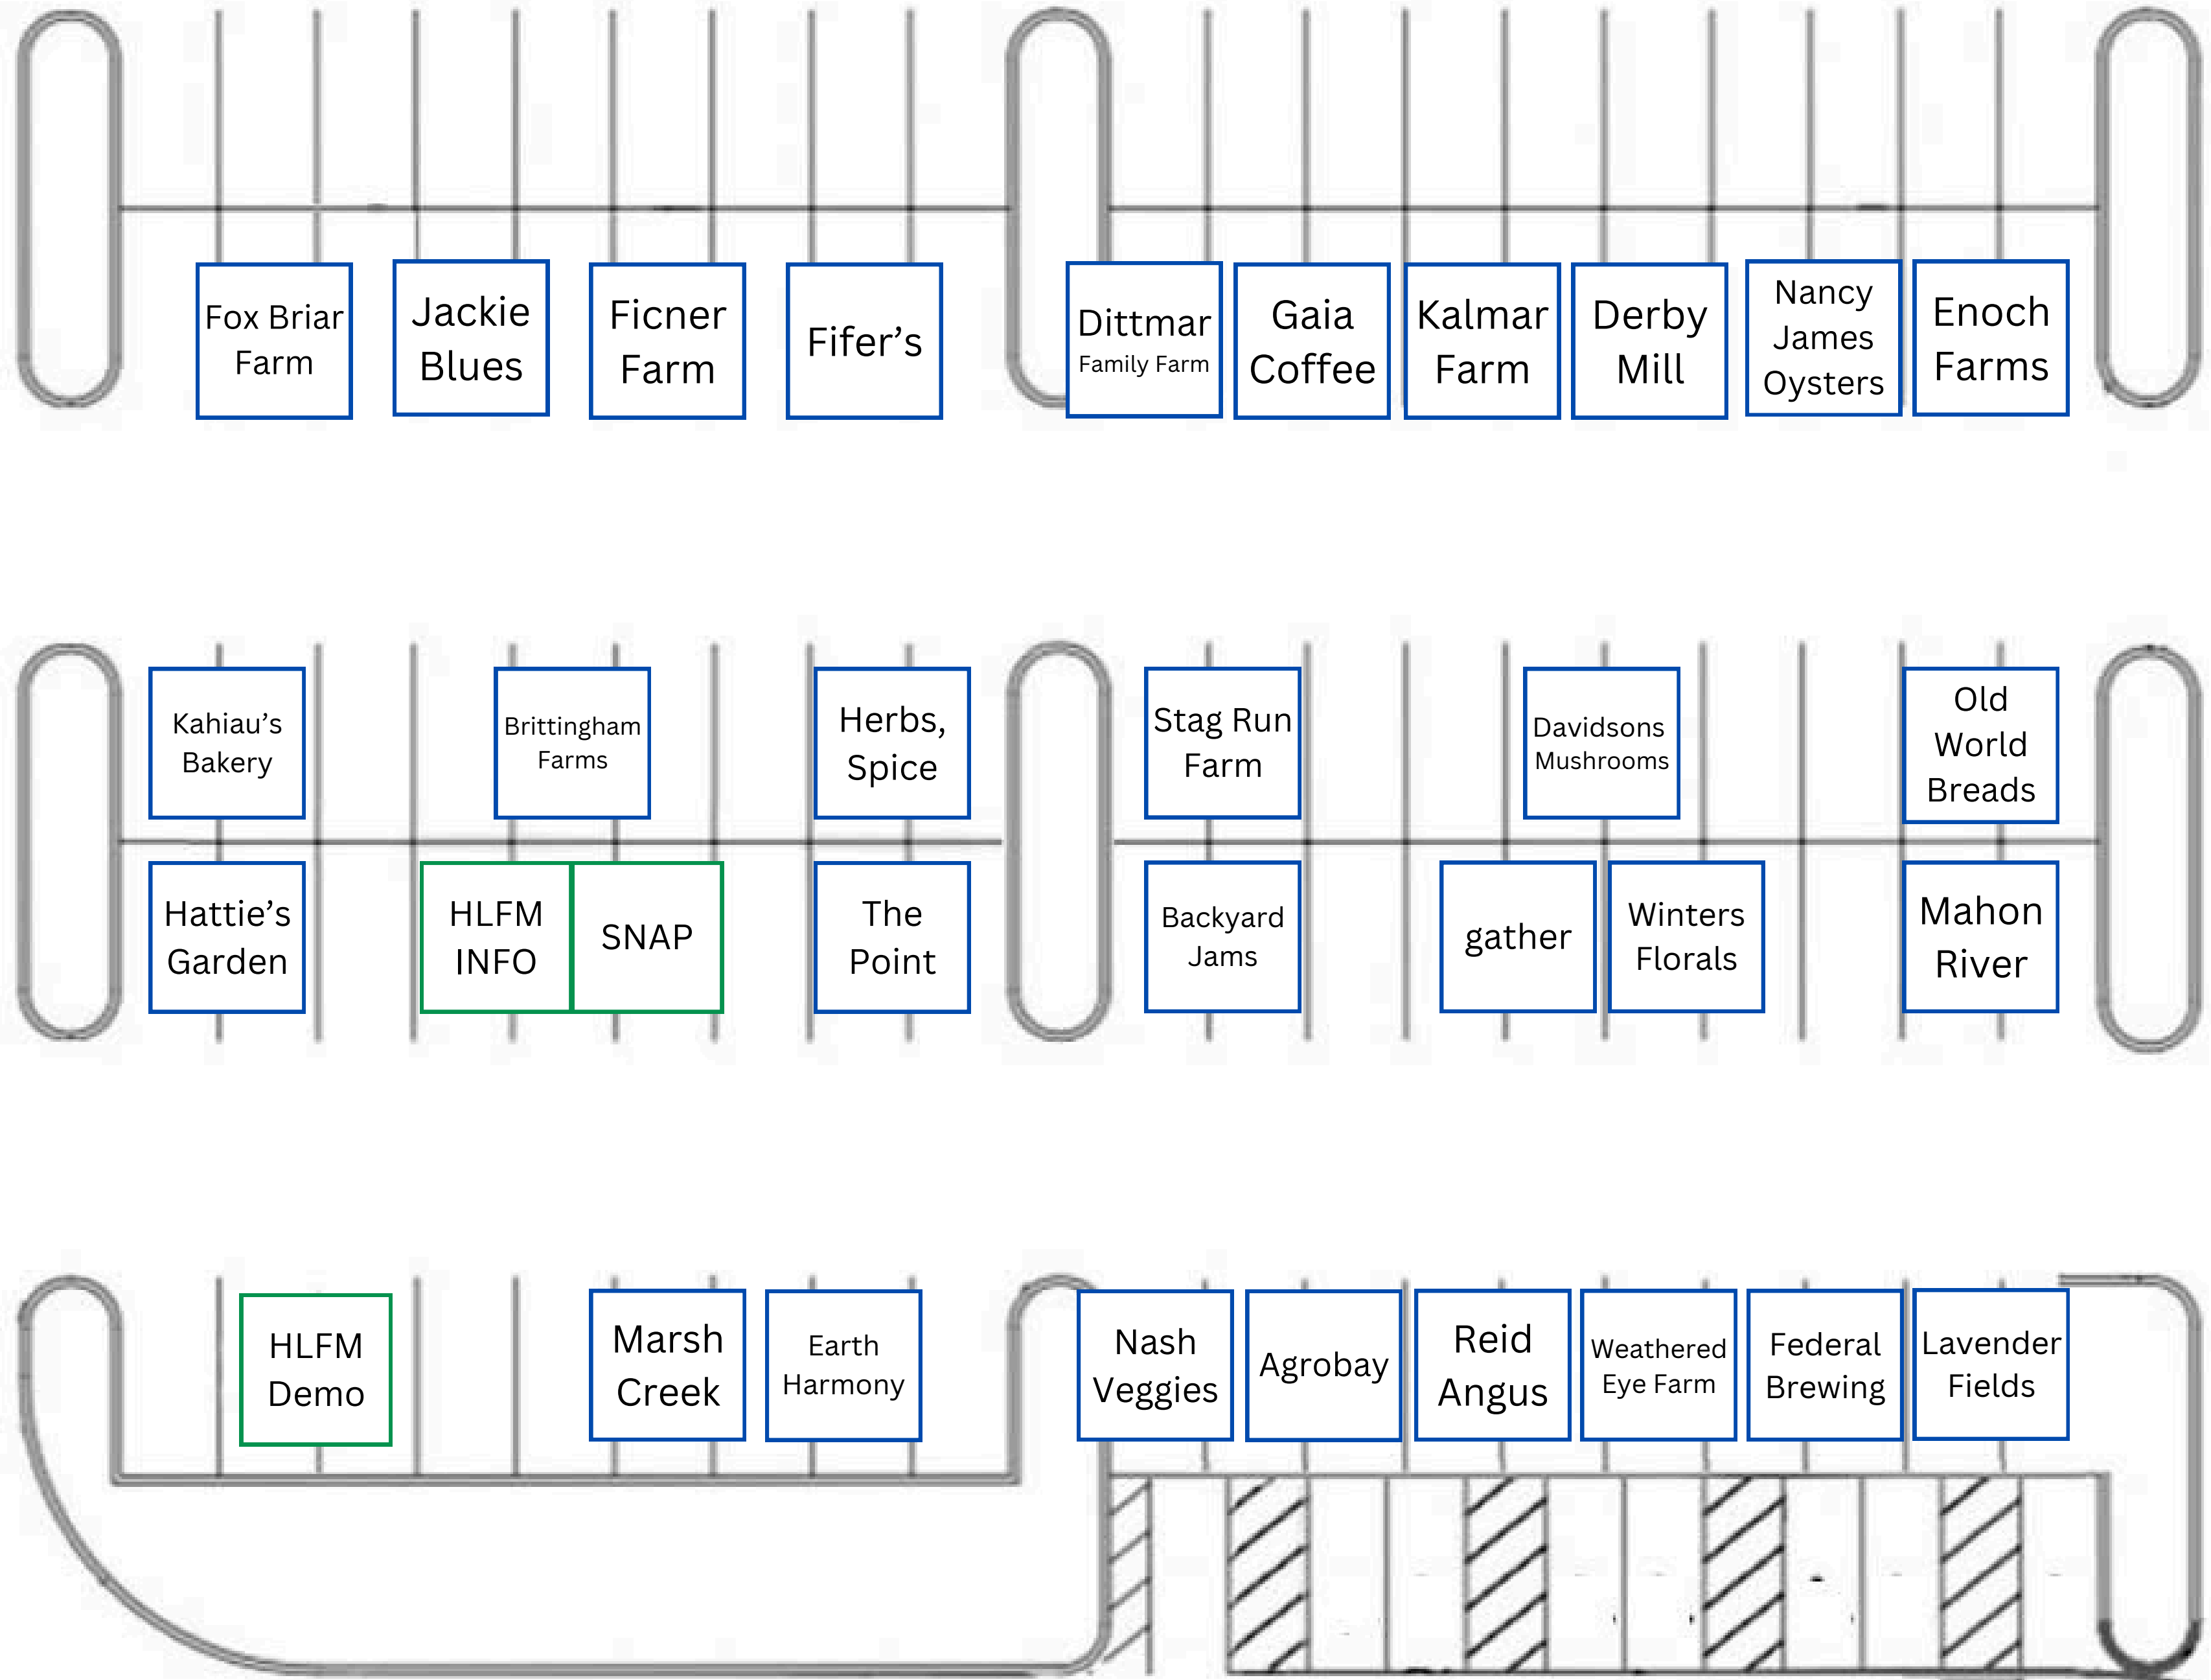 Fox Briar
Farm
Jackie
Blues
Ficner
Farm
Fifer’s
Dittmar
Family Farm
Gaia
Coffee
Kalmar
Farm
Derby
Mill
Nancy
James
Oysters
Enoch
Farms
Kahiau’s
Bakery
Brittingham
Farms
Herbs,
Spice
Stag Run
Farm
Davidsons
Mushrooms
Old
World
Breads
Hattie’s
Garden
HLFM
INFO
SNAP
The
Point
Backyard
Jams
gather
Winters
Florals
Mahon
River
HLFM
Demo
Marsh
Creek
Earth
Harmony
Nash
Veggies
Agrobay
Reid
Angus
Weathered
Eye Farm
Federal
Brewing
Lavender
Fields